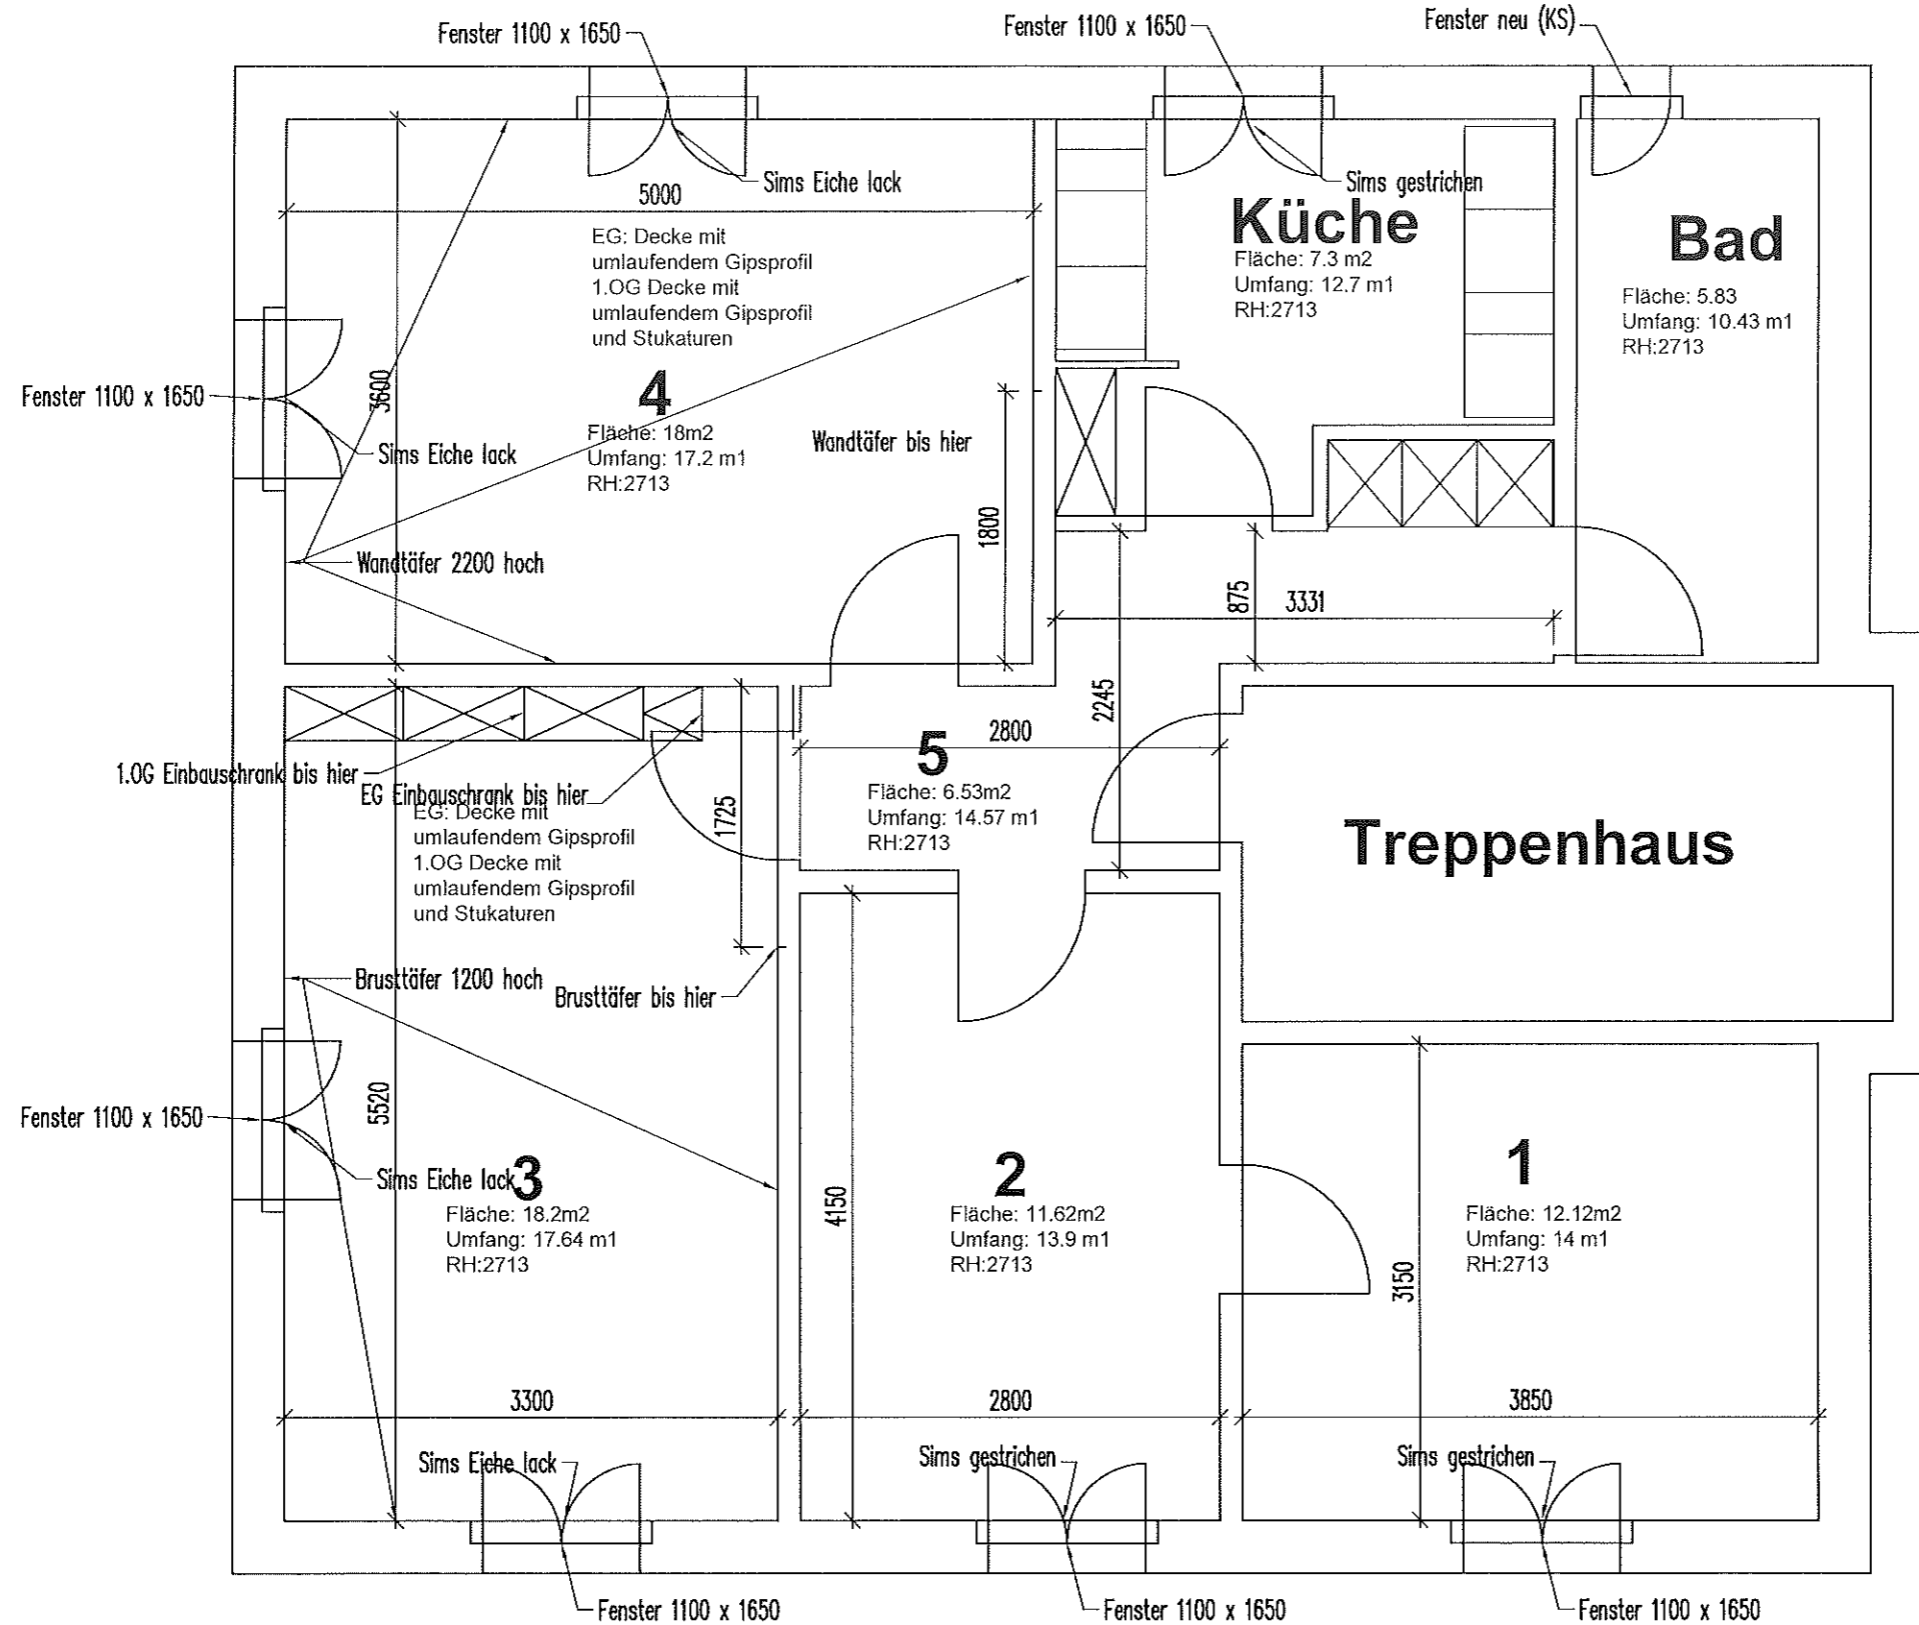 Fenster 1100 x 1650
Fenster 1100 x 1650
Fenster neu (KS)
Sims Eiche lack
Sims gestrichen
5000
EG: Decke mit
umlaufendem Gipsprofil
1.OG Decke mit
umlaufendem Gipsprofil
und Stukaturen
4
Fläche: 18m2
Umfang: 17.2 m1
RH:2713
Küche
Fläche: 7.3 m2
Umfang: 12.7 m1
RH:2713
Bad
Fläche: 5.83
Umfang: 10.43 m1
RH:2713
Fenster 1100 x 1650
3600
Sims Eiche lack
Wandtäfer bis hier
1800
Wandtäfer 2200 hoch
875
3331
2245
2800
5
Fläche: 6.53m2
Umfang: 14.57 m1
RH:2713
1.OG Einbauschrank bis hier
EG Einbauschrank bis hier
1725
EG: Decke mit
umlaufendem Gipsprofil
1.OG Decke mit
umlaufendem Gipsprofil
und Stukaturen
Treppenhaus
Brusttäfer 1200 hoch
Brusttäfer bis hier
Fenster 1100 x 1650
5520
Sims Eiche lack
3
Fläche: 18.2m2
Umfang: 17.64 m1
RH:2713
4150
2
Fläche: 11.62m2
Umfang: 13.9 m1
RH:2713
1
Fläche: 12.12m2
Umfang: 14 m1
RH:2713
3150
3300
2800
3850
Sims Eiche lack
Sims gestrichen
Sims gestrichen
Fenster 1100 x 1650
Fenster 1100 x 1650
Fenster 1100 x 1650